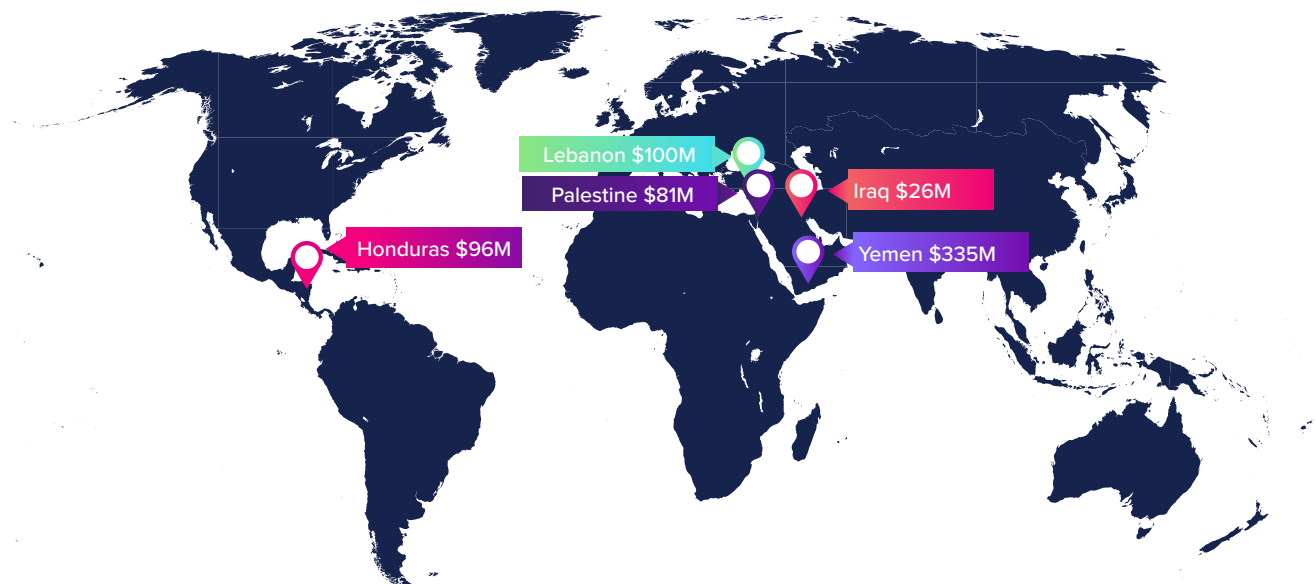 Lebanon $100M
Palestine $81M
Iraq $26M
Honduras $96M
Yemen $335M